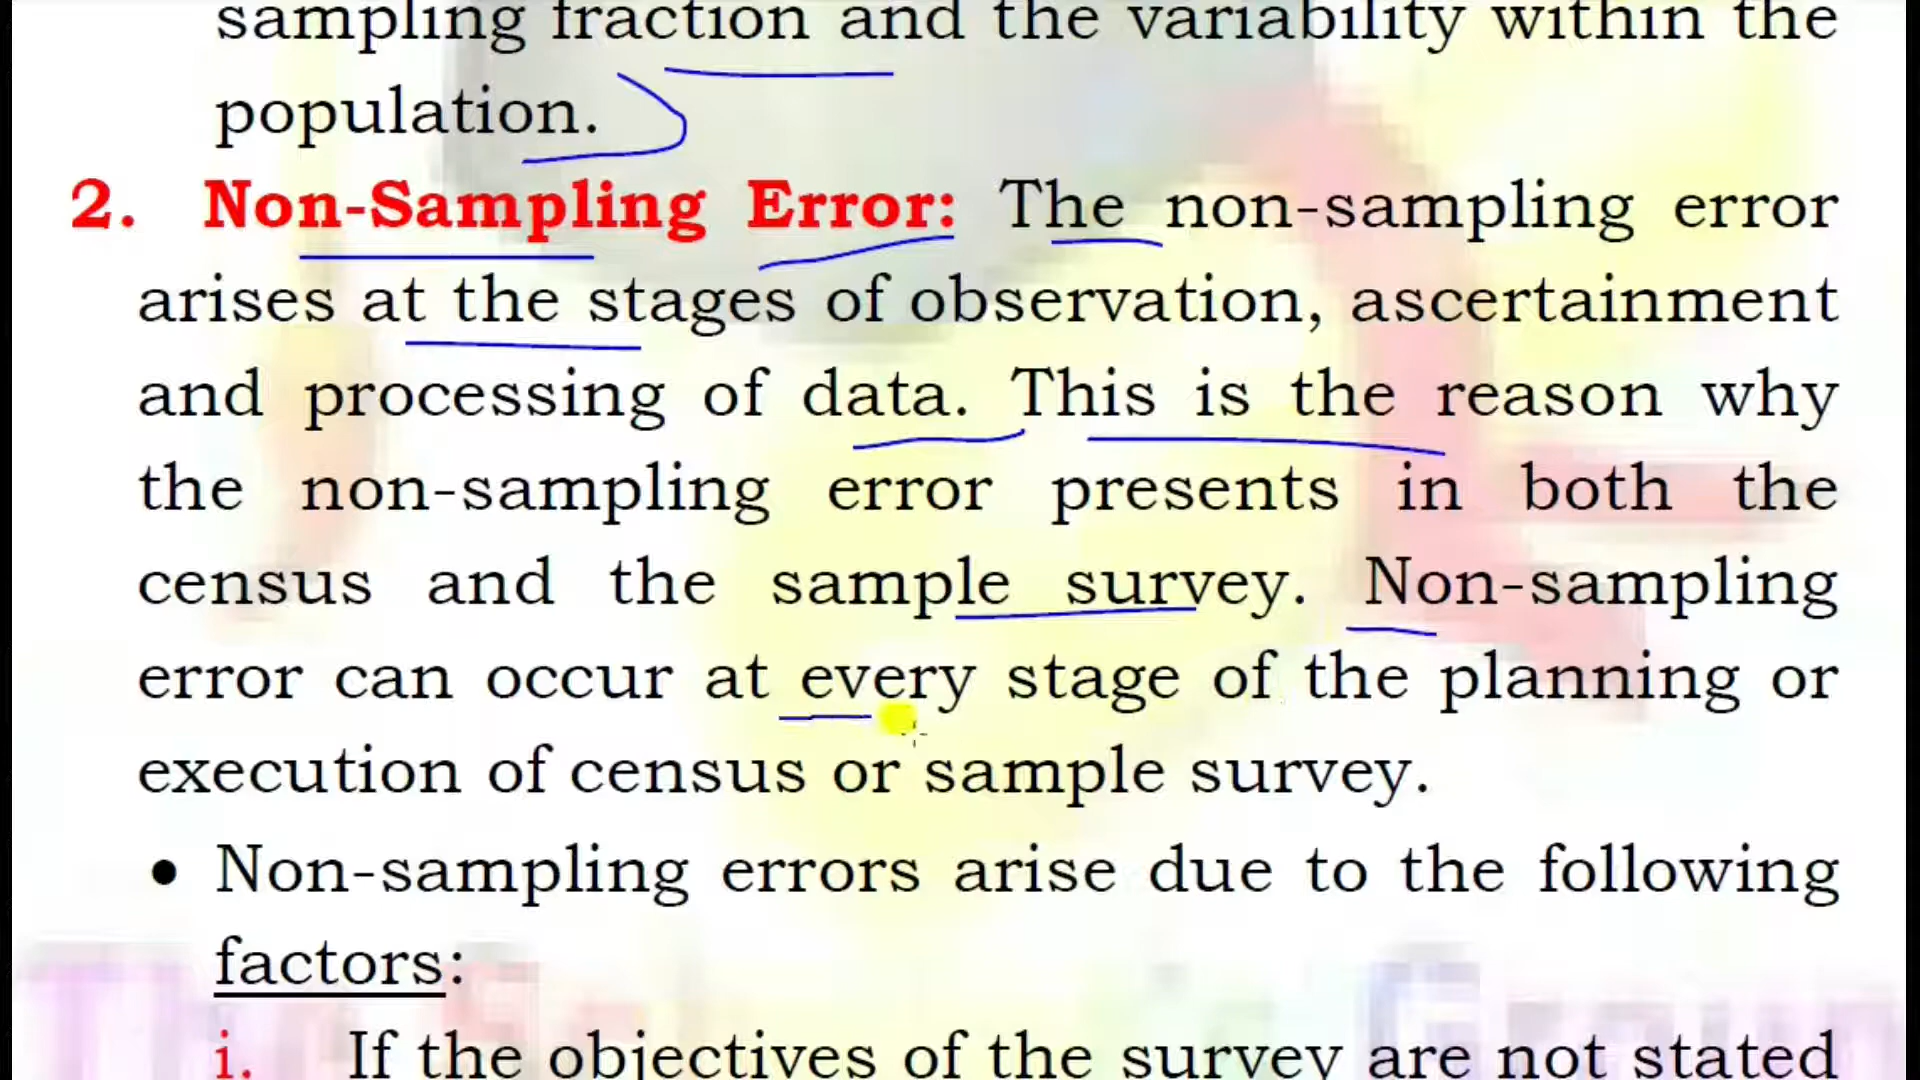 sampling fraction and the variability within the
population.
2. Non-Sampling Error: The non-sampling error
arises at the stages of observation, ascertainment
and processing of data. This is the reason why
the non-sampling error presents in both the
census and the sample survey. Non-sampling
error can occur at every stage of the planning or
execution of census or sample survey.
• Non-sampling errors arise due to the following
factors:
i. If the objectives of the survey are not stated